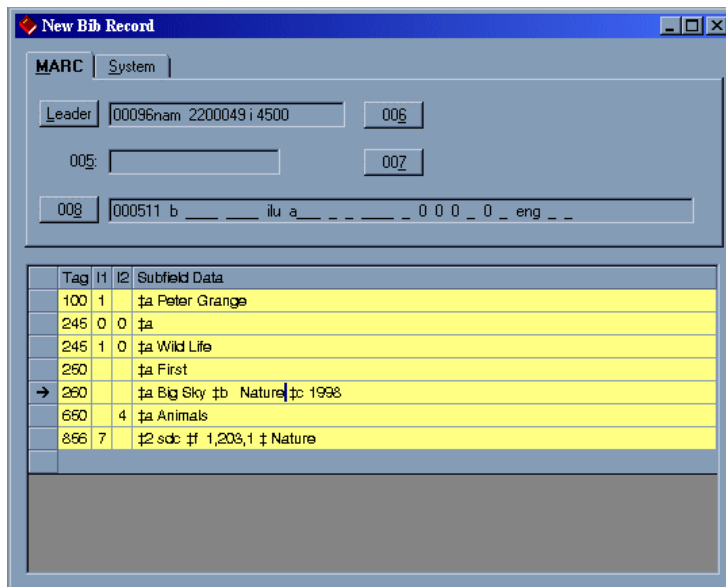 New Bib Record
MARC System
Leader 00096nam 2200049 i 4500 006
005: 007
008 000511 b ____ ____ ilu a___ _ _ ____ _ 0 0 0 _ 0 _ eng _ _
Tag I1 I2 Subfield Data
100 1 ‡a Peter Grange
245 0 0 ‡a
245 1 0 ‡a Wild Life
250 ‡a First
260 ‡a Big Sky ‡b Nature ‡c 1998
650 4 ‡a Animals
856 7 ‡2 sdc ‡f 1,203,1 ‡ Nature